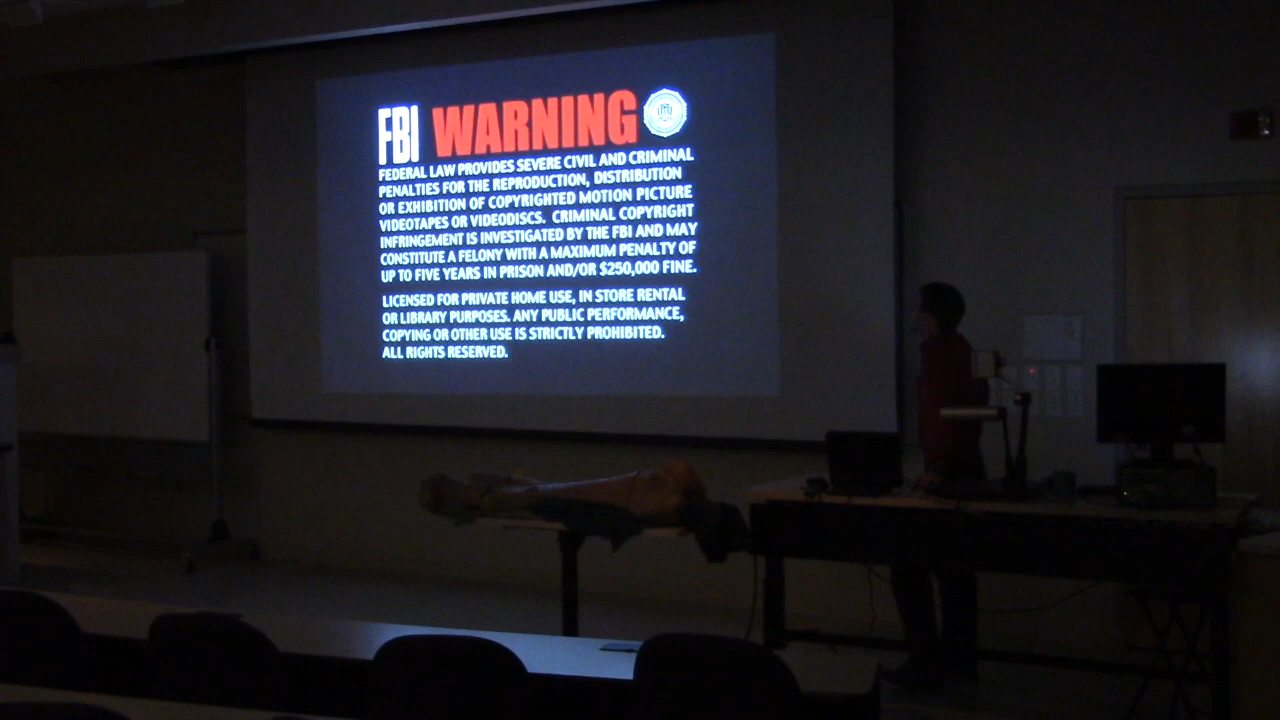 FBI WARNING
FEDERAL LAW PROVIDES SEVERE CIVIL AND CRIMINAL
PENALTIES FOR THE REPRODUCTION, DISTRIBUTION
OR EXHIBITION OF COPYRIGHTED MOTION PICTURE
VIDEOTAPES OR VIDEODISCS. CRIMINAL COPYRIGHT
INFRINGEMENT IS INVESTIGATED BY THE FBI AND MAY
CONSTITUTE A FELONY WITH A MAXIMUM PENALTY OF
UP TO FIVE YEARS IN PRISON AND/OR $250,000 FINE.
LICENSED FOR PRIVATE HOME USE, IN STORE RENTAL
OR LIBRARY PURPOSES. ANY PUBLIC PERFORMANCE,
COPYING OR OTHER USE IS STRICTLY PROHIBITED.
ALL RIGHTS RESERVED.